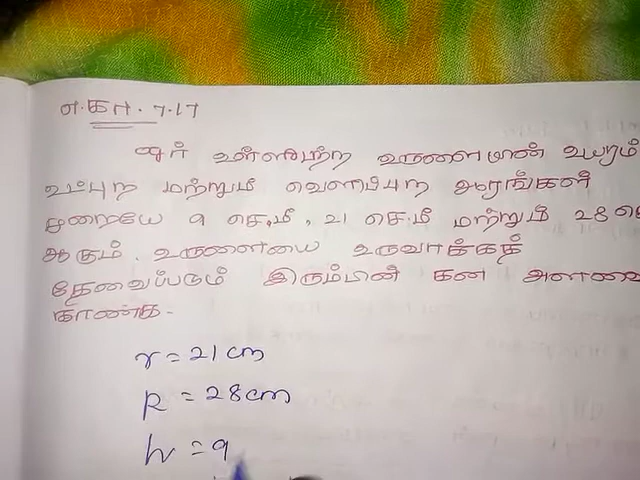 எ.கா. 7.17
ஓர் உள்ளீடற்ற உருளையின் உயரம்
உட்புற மற்றும் வெளிப்புற ஆரங்கள்
முறையே 9 செ.மீ, 21 செ.மீ மற்றும் 28 செ
ஆகும். உருளையை உருவாக்கத்
தேவைப்படும் இரும்பின் கன அளவை
காண்க.
r = 21 cm
R = 28 cm
h = 9